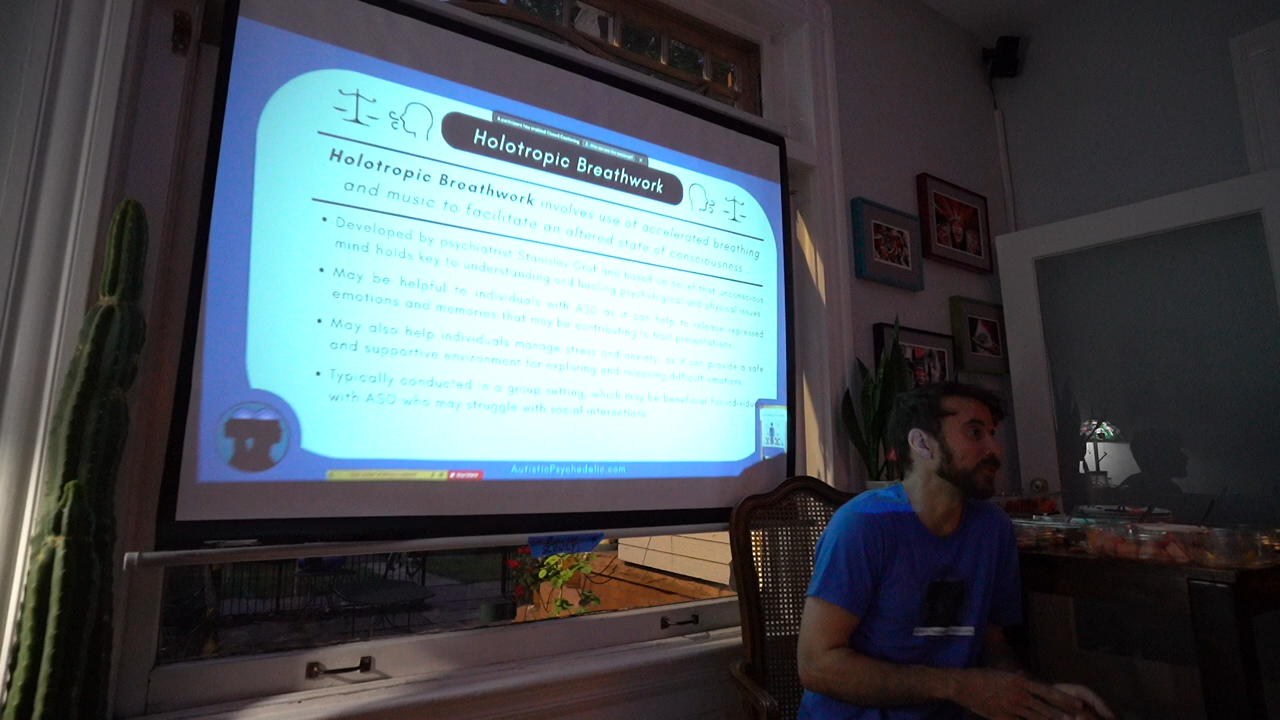 Holotropic Breathwork
Holotropic Breathwork involves use of accelerated breathing
and music to facilitate an altered state of consciousness...
• Developed by psychiatrist Stanislav Grof and based on belief that unconscious
mind holds key to understanding and healing psychological and physical issues
• May be helpful to individuals with ASD as it can help to release repressed
emotions and memories that may be contributing to their presentations
• May also help individuals manage stress and anxiety, as it can provide a safe
and supportive environment for exploring and releasing difficult emotions
• Typically conducted in a group setting, which may be beneficial for individu
with ASD who may struggle with social interactions
AutisticPsychedelic.com